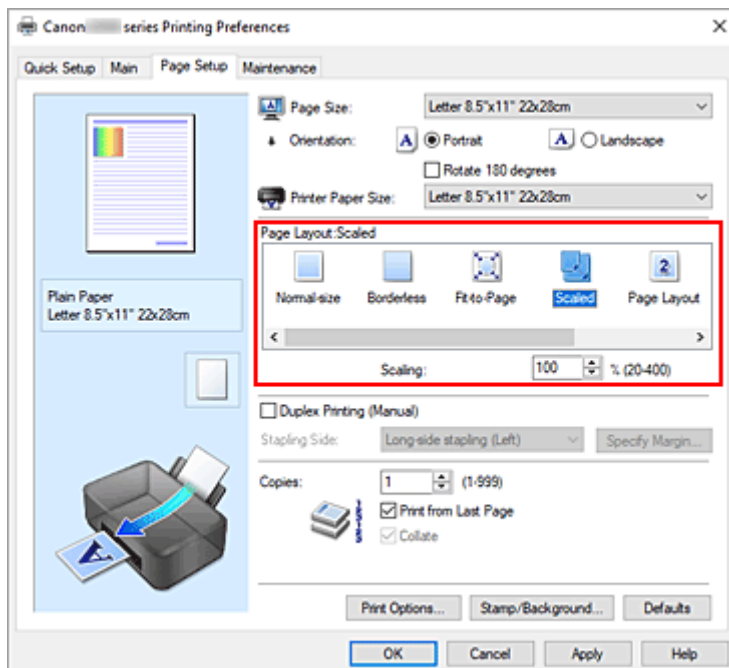 Canon series Printing Preferences
Quick Setup Main Page Setup Maintenance
Page Size: Letter 8.5"x11" 22x28cm
Orientation: A Portrait A Landscape
Rotate 180 degrees
Printer Paper Size: Letter 8.5"x11" 22x28cm
Page Layout:Scaled
2
Normal-size Borderless Fit-to-Page Scaled Page Layout
Scaling: 100 % (20-400)
Plain Paper
Letter 8.5"x11" 22x28cm
Duplex Printing (Manual)
Stapling Side: Long-side stapling (Left) Specify Margin...
Copies: 1 (1-999)
Print from Last Page
Collate
A
Print Options... Stamp/Background... Defaults
OK Cancel Apply Help